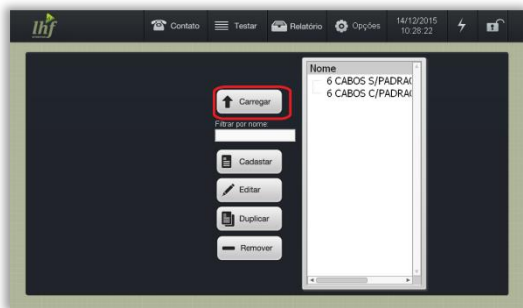 lhf
Contato
Testar
Relatório
Opções
14/12/2015
10:28:22
Carregar
Filtrar por nome:
Cadastar
Editar
Duplicar
Remover
Nome
6 CABOS S/PADRAO
6 CABOS C/PADRA(